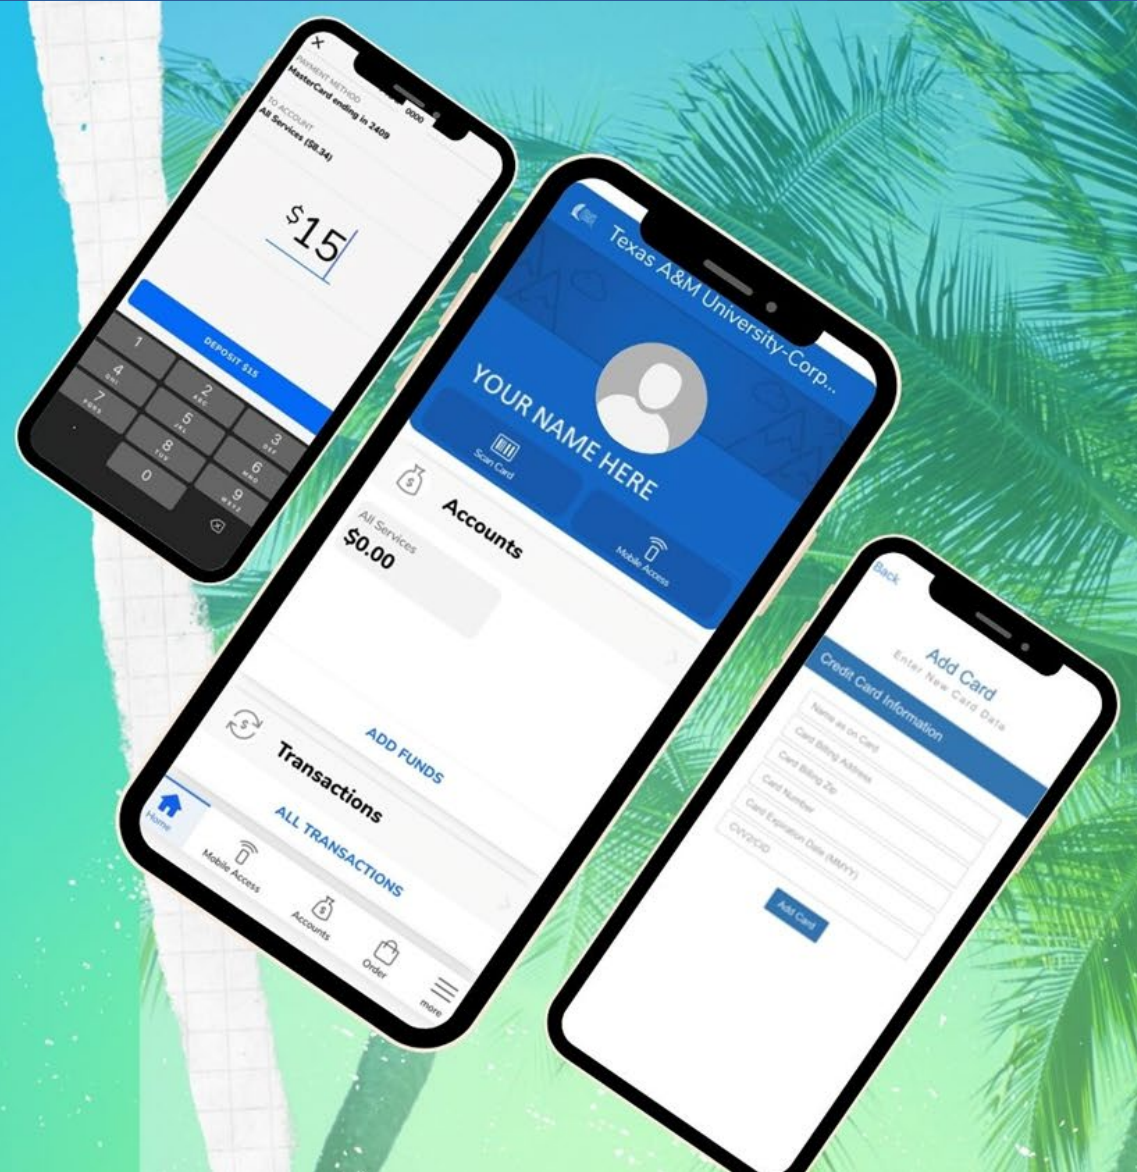 PAYMENT METHOD
MasterCard ending in 2409
0000
TO ACCOUNT
All Services ($8.34)
$15
DEPOSIT $15
1
2
ABC
3
DEF
4
GHI
5
JKL
6
MNO
7
PQRS
8
TUV
9
WXYZ
0
Texas A&M University-Corp...
YOUR NAME HERE
Scan Card
Mobile Access
Accounts
All Services
$0.00
ADD FUNDS
Transactions
ALL TRANSACTIONS
Home
Mobile Access
Accounts
Order
more
Back
Add Card
Enter New Card Data
Credit Card Information
Name as on Card
Card Billing Address
Card Billing Zip
Card Number
Card Expiration Date (MMYY)
CVV2/CID
Add Card